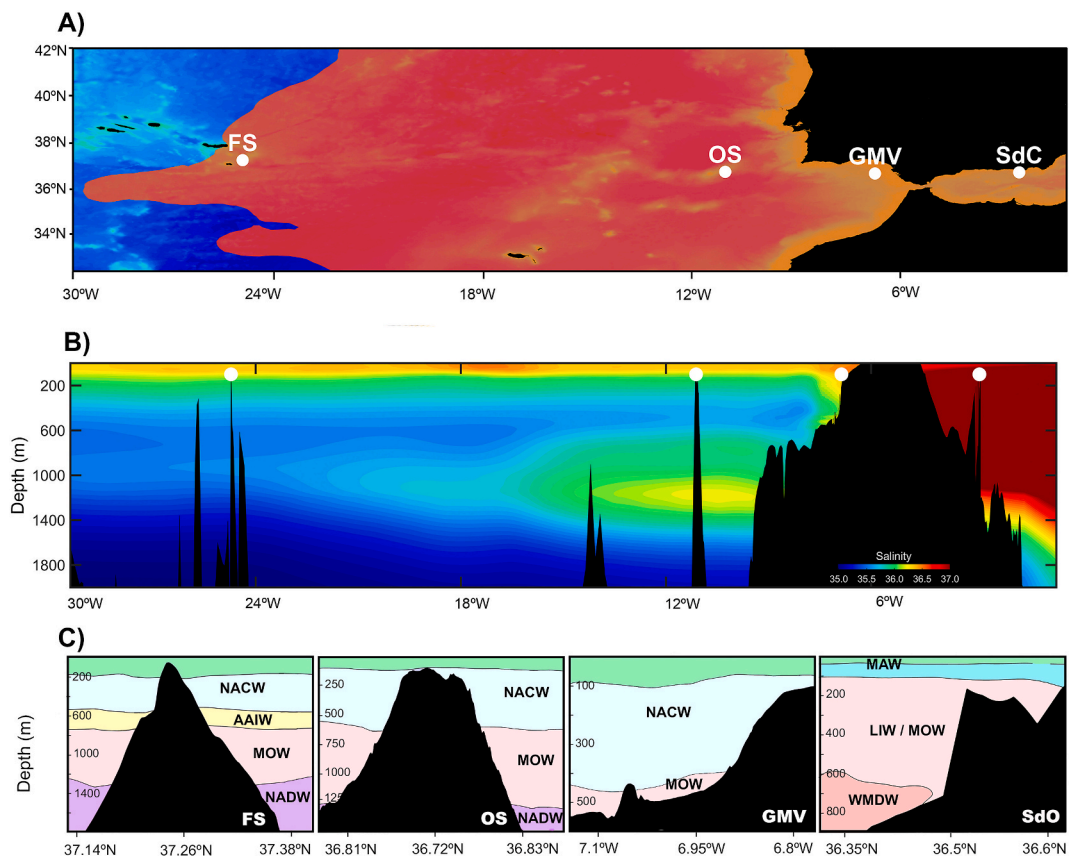 A)
42ºN
40ºN
38ºN
36ºN
34ºN
FS
OS
GMV
SdC
30ºW
24ºW
18ºW
12ºW
6ºW
B)
Depth (m)
200
600
1000
1400
1800
Salinity
35.0 35.5 36.0 36.5 37.0
30ºW
24ºW
18ºW
12ºW
6ºW
C)
Depth (m)
200
600
1000
1400
NACW
AAIW
MOW
NADW
FS
37.14ºN 37.26ºN 37.38ºN
250
500
750
1000
NACW
MOW
NADW
OS
36.81ºN 36.72ºN 36.83ºN
100
300
500
NACW
MOW
GMV
7.1ºW 6.95ºW 6.8ºW
MAW
200
400
600
800
LIW / MOW
WMDW
SdO
36.35ºN 36.5ºN 36.6ºN